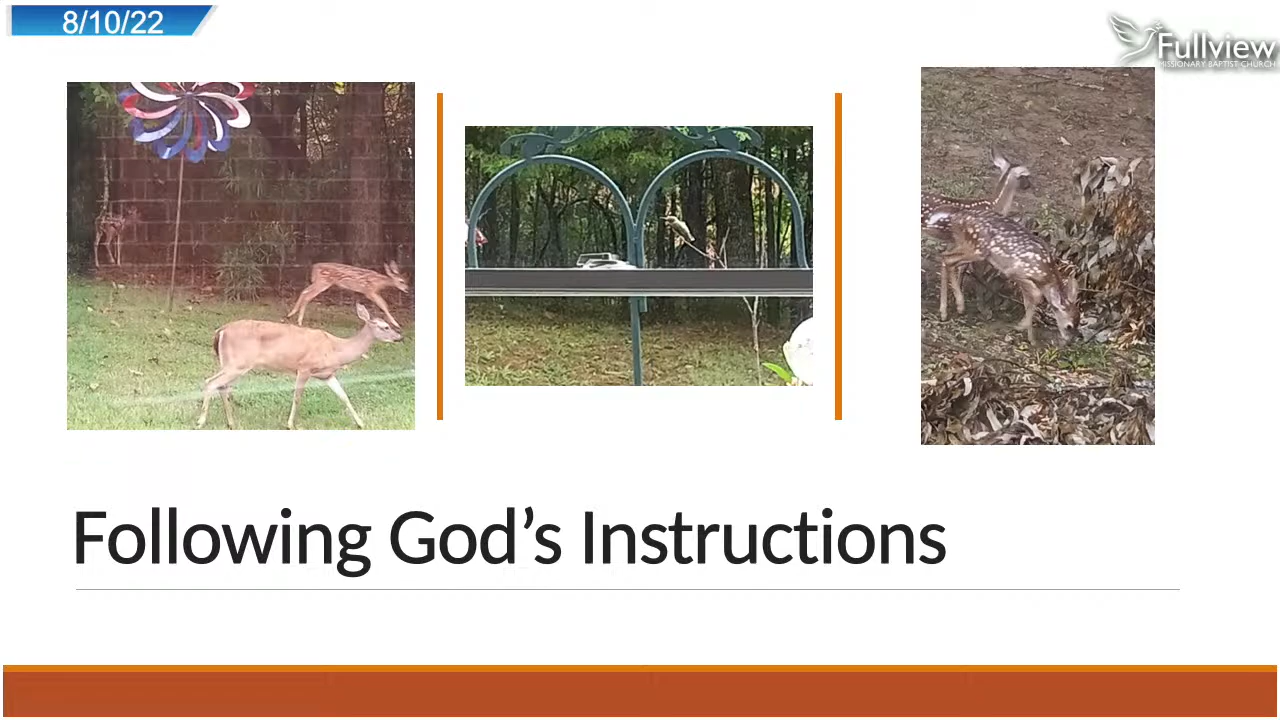 8/10/22
Fullview
MISSIONARY BAPTIST CHURCH
Following God’s Instructions